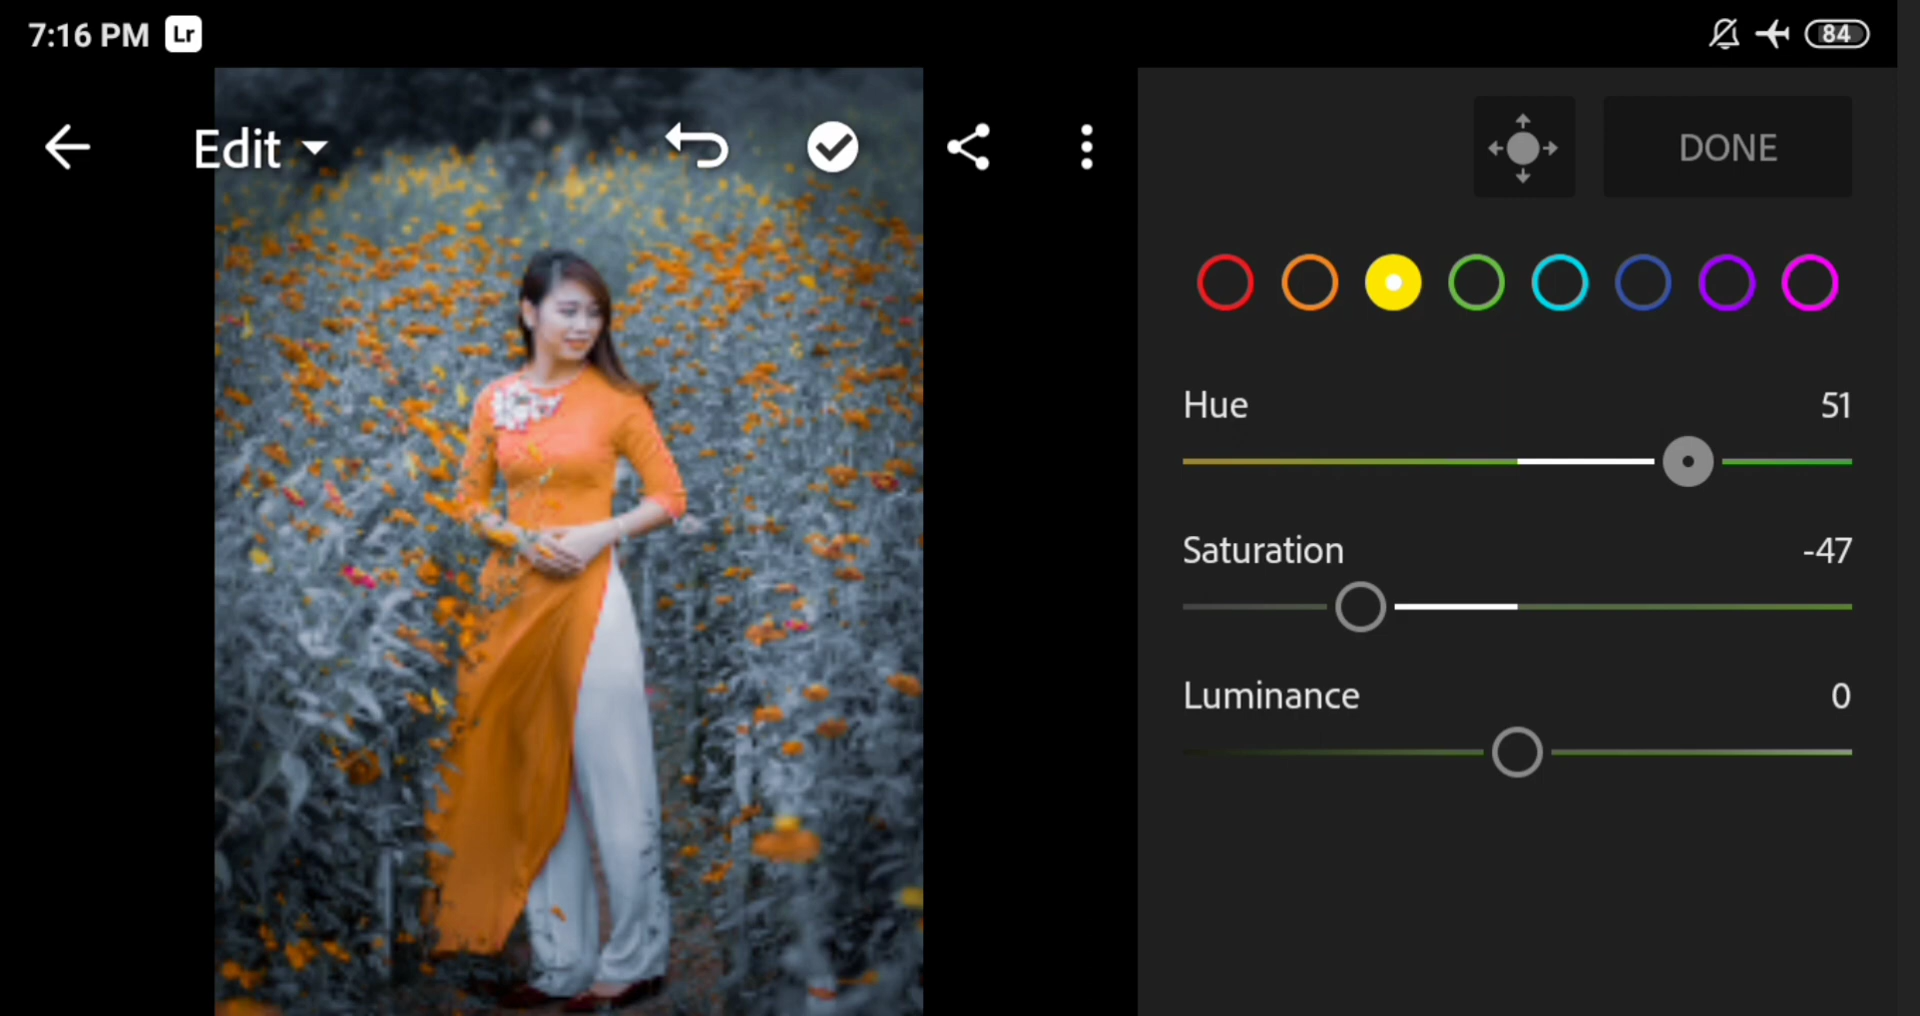 7:16 PM Lr
84
Edit
DONE
Hue 51
Saturation -47
Luminance 0